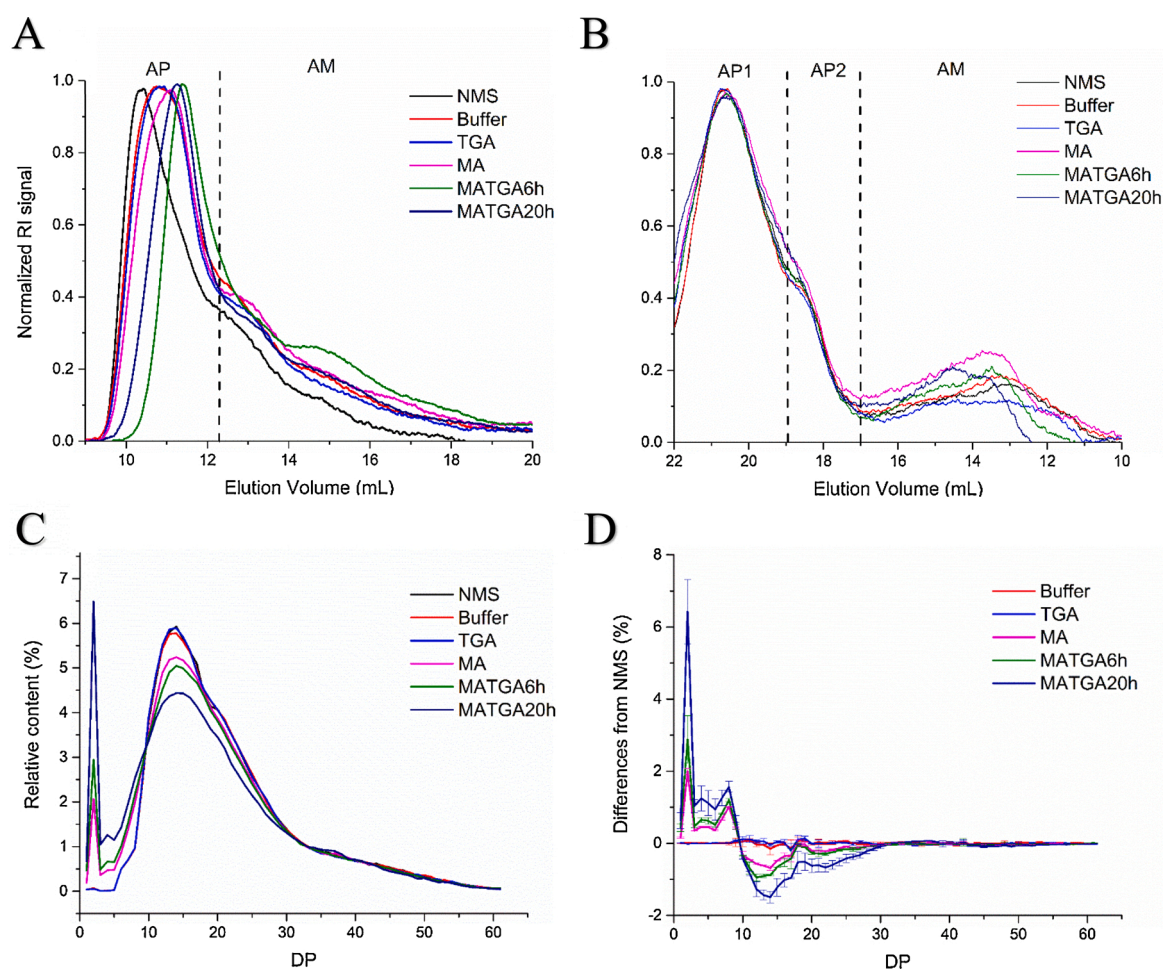 A
AP
AM
NMS
Buffer
TGA
MA
MATGA6h
MATGA20h
Normalized RI signal
1.0
0.8
0.6
0.4
0.2
0.0
10 12 14 16 18 20
Elution Volume (mL)
B
AP1 AP2 AM
NMS
Buffer
TGA
MA
MATGA6h
MATGA20h
1.0
0.8
0.6
0.4
0.2
0.0
22 20 18 16 14 12 10
Elution Volume (mL)
C
NMS
Buffer
TGA
MA
MATGA6h
MATGA20h
Relative content (%)
7
6
5
4
3
2
1
0
0 10 20 30 40 50 60
DP
D
Buffer
TGA
MA
MATGA6h
MATGA20h
Differences from NMS (%)
8
6
4
2
0
-2
0 10 20 30 40 50 60
DP